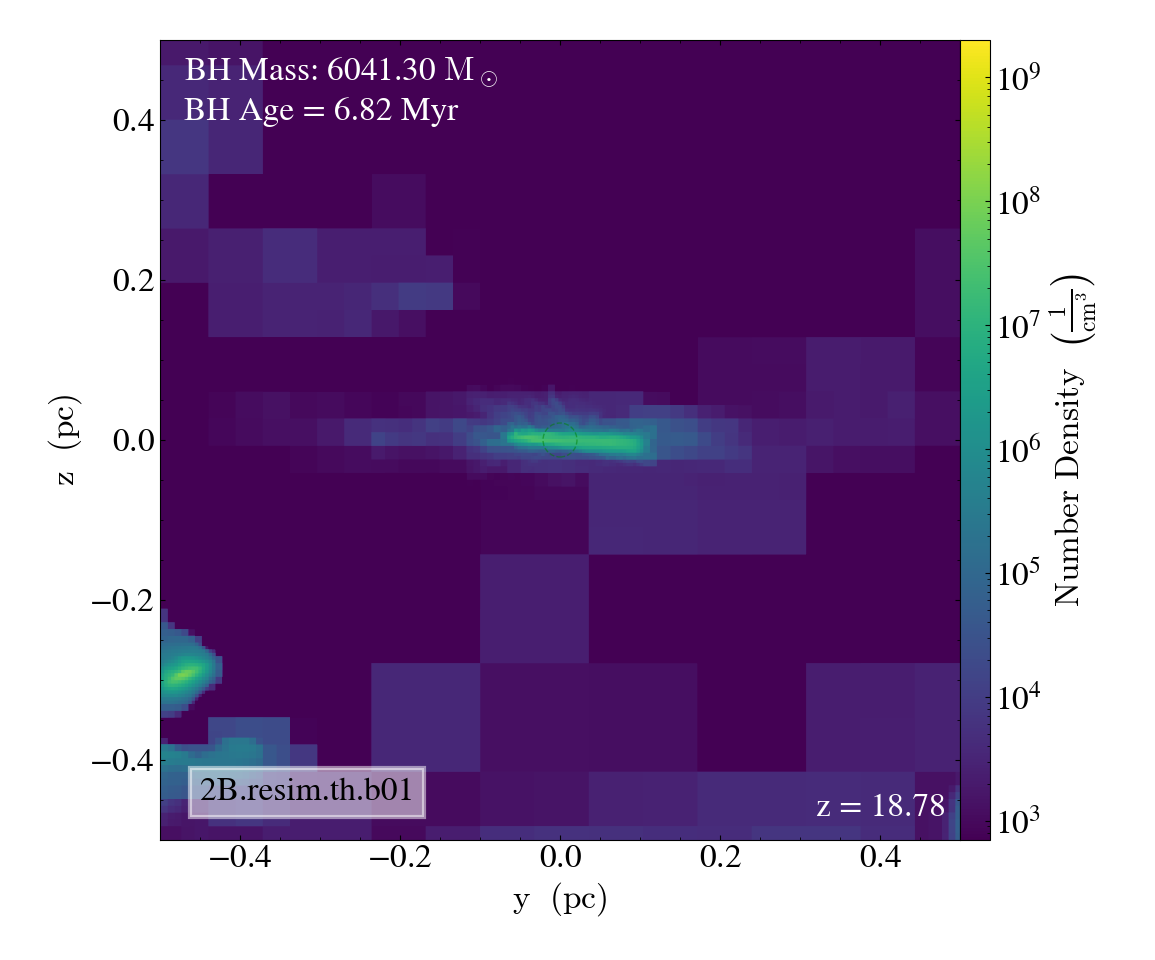 BH Mass: 6041.30 M⊙
BH Age = 6.82 Myr
0.4
0.2
0.0
−0.2
−0.4
z (pc)
2B.resim.th.b01
z = 18.78
−0.4 −0.2 0.0 0.2 0.4
y (pc)
10⁹
10⁸
10⁷
10⁶
10⁵
10⁴
10³
Number Density (1/cm³)